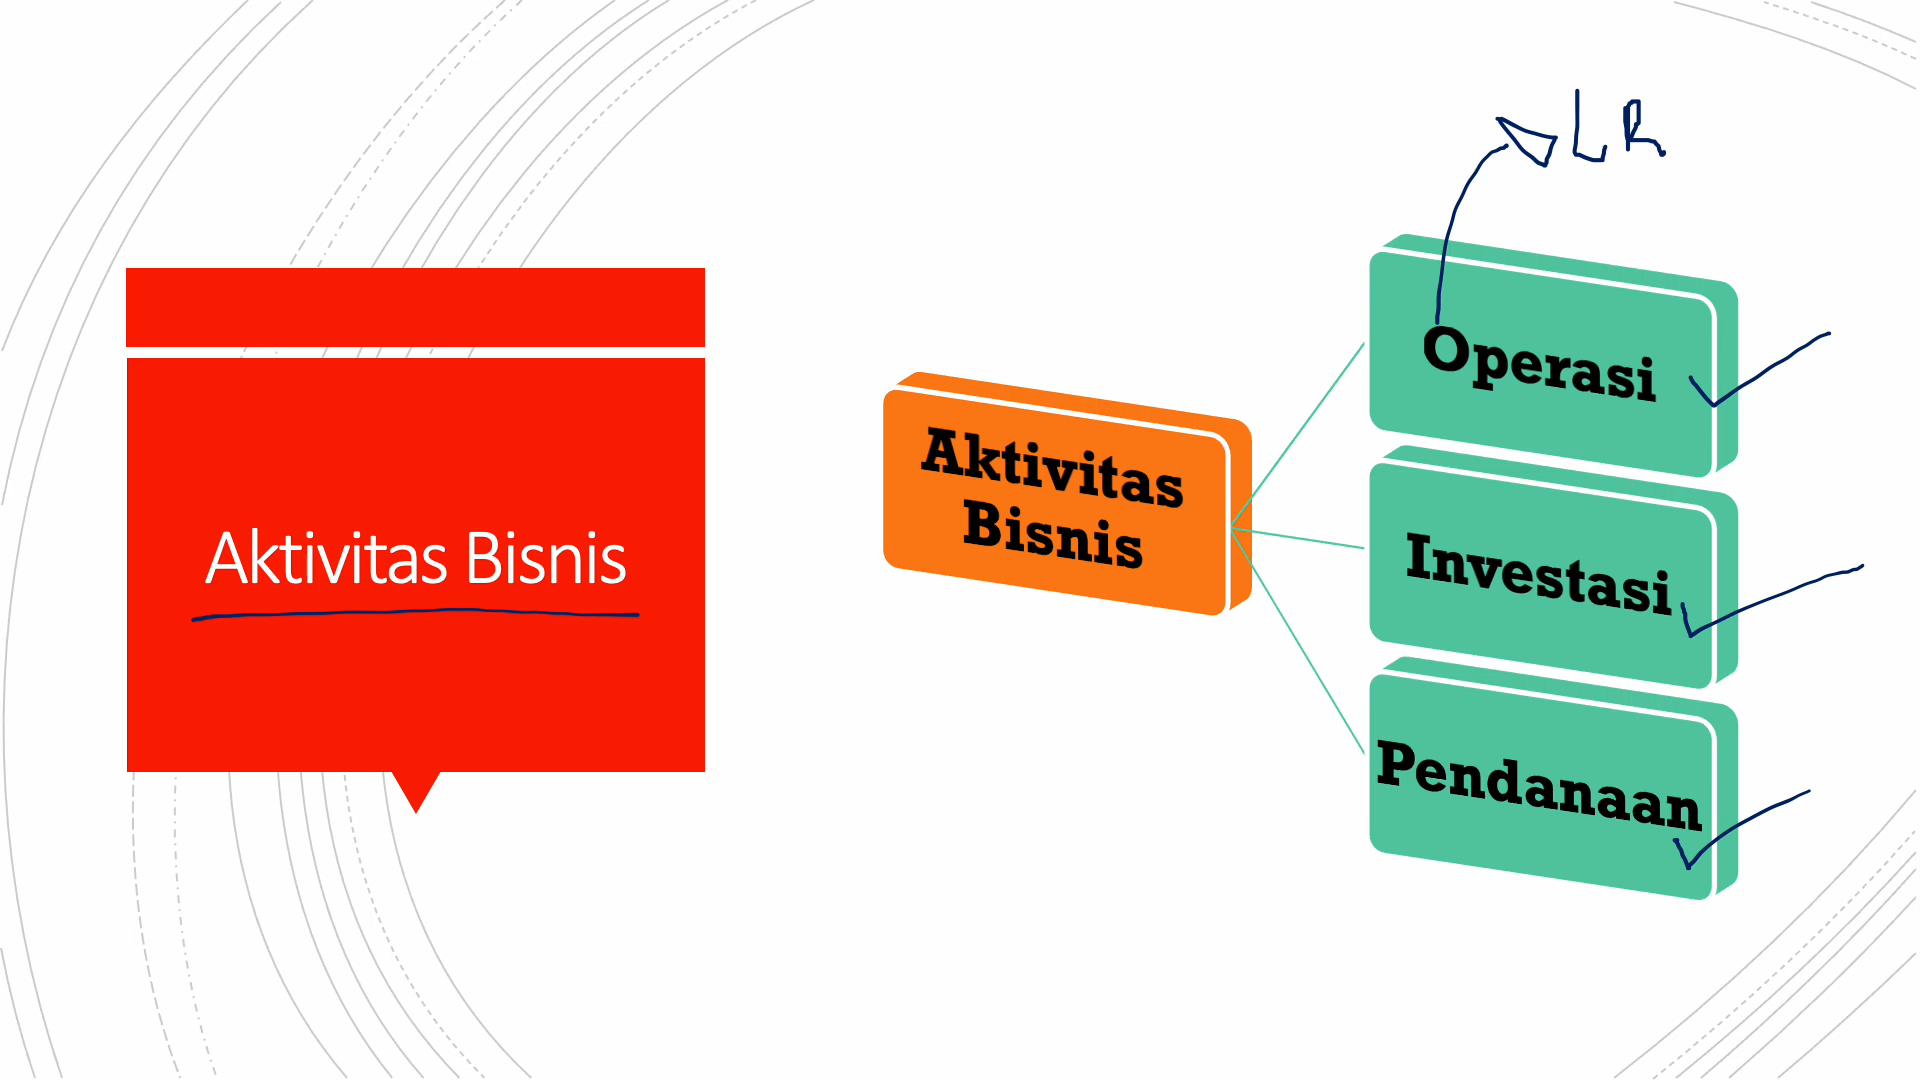 Aktivitas Bisnis
Aktivitas
Bisnis
LR
Operasi
Investasi
Pendanaan